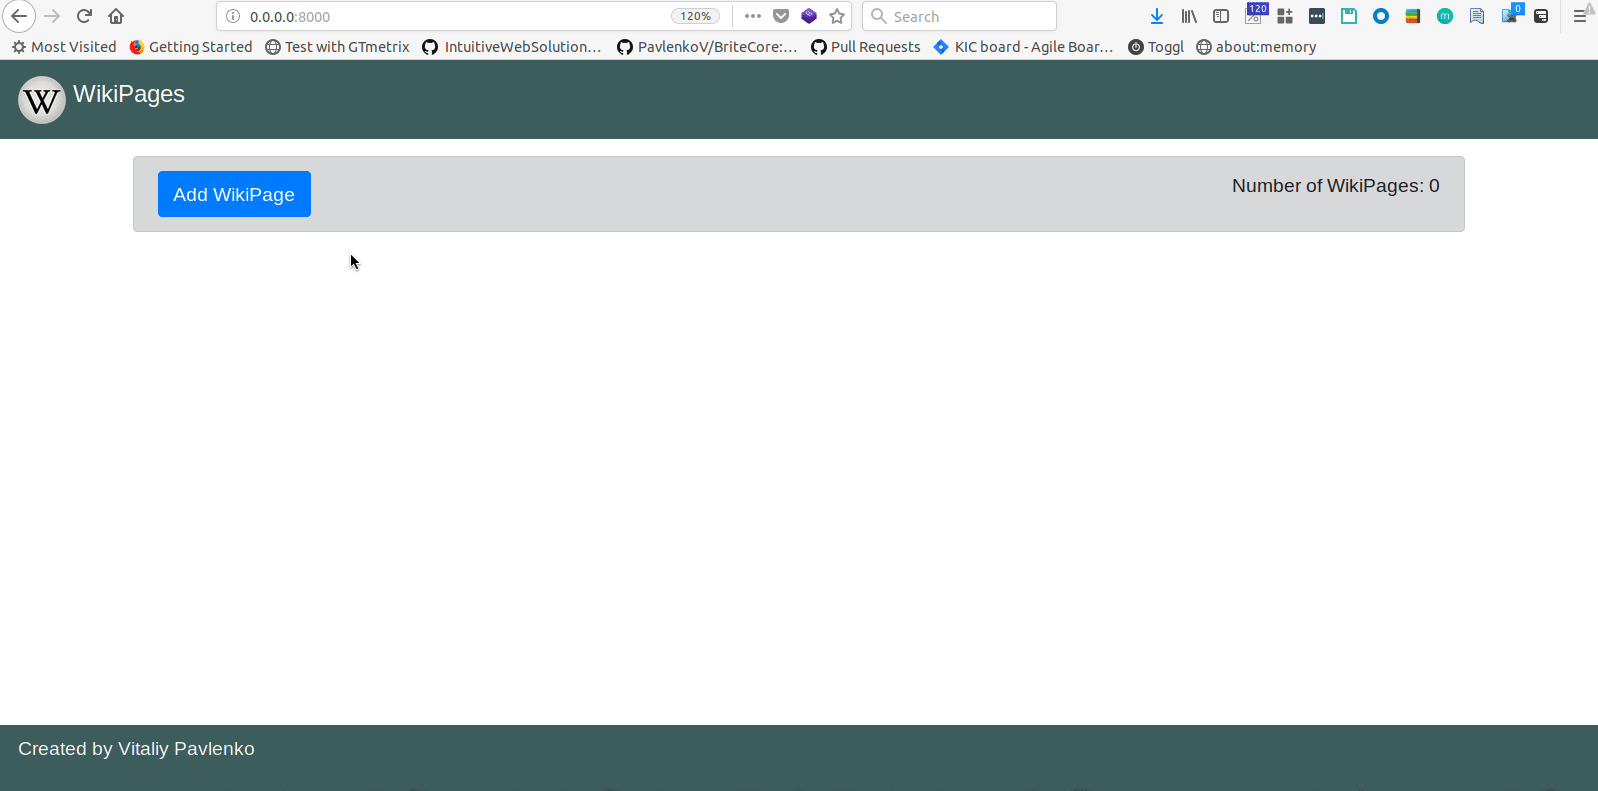 0.0.0.0:8000 120% Search 120 0
Most Visited Getting Started Test with GTmetrix IntuitiveWebSolution... PavlenkoV/BriteCore:... Pull Requests KIC board - Agile Boar... Toggl about:memory
W WikiPages
Add WikiPage Number of WikiPages: 0
Created by Vitaliy Pavlenko